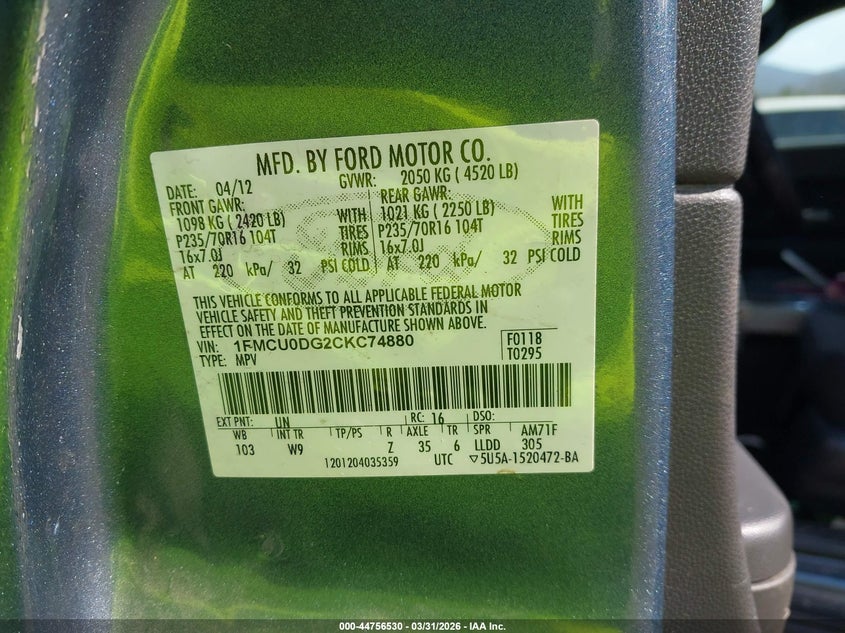 MFD. BY FORD MOTOR CO.
DATE: 04/12 GVWR: 2050 KG ( 4520 LB)
FRONT GAWR: REAR GAWR:
1098 KG ( 2420 LB) WITH 1021 KG ( 2250 LB) WITH
P235/70R16 104T TIRES P235/70R16 104T TIRES
16x7.0J RIMS 16x7.0J RIMS
AT 220 kPa/ 32 PSI COLD AT 220 kPa/ 32 PSI COLD
THIS VEHICLE CONFORMS TO ALL APPLICABLE FEDERAL MOTOR
VEHICLE SAFETY AND THEFT PREVENTION STANDARDS IN
EFFECT ON THE DATE OF MANUFACTURE SHOWN ABOVE.
VIN: 1FMCU0DG2CKC74880 F0118
TYPE: MPV T0295
EXT PNT: UN RC: 16 DSO:
WB INT TR TP/PS R AXLE TR SPR AM71F
103 W9 Z 35 6 LLDD 305
1201204035359 UTC ▽5U5A-1520472-BA
000-44756530 - 03/31/2026 - IAA Inc.